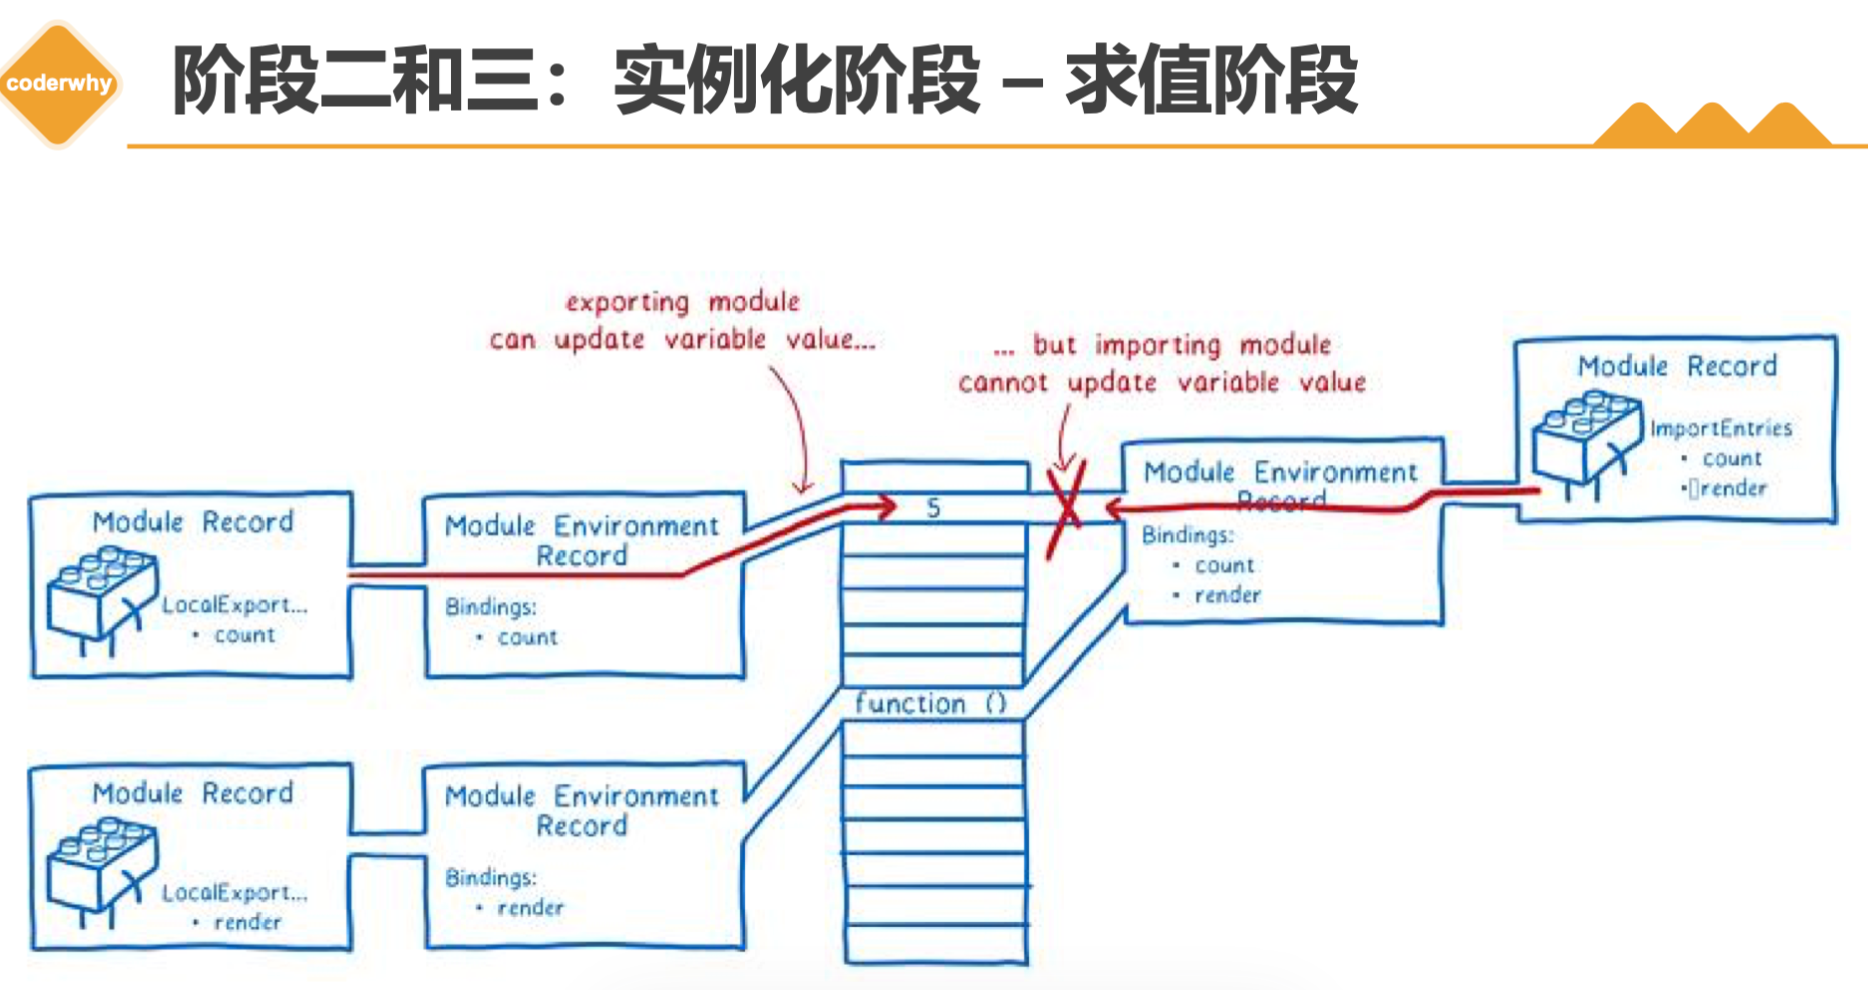 coderwhy
阶段二和三：实例化阶段 – 求值阶段
exporting module
can update variable value...
... but importing module
cannot update variable value
Module Record
LocalExport...
• count
Module Environment
Record
Bindings:
• count
5
function ()
Module Environment
Record
Bindings:
• count
• render
Module Record
ImportEntries
• count
•▯render
Module Record
LocalExport...
• render
Module Environment
Record
Bindings:
• render